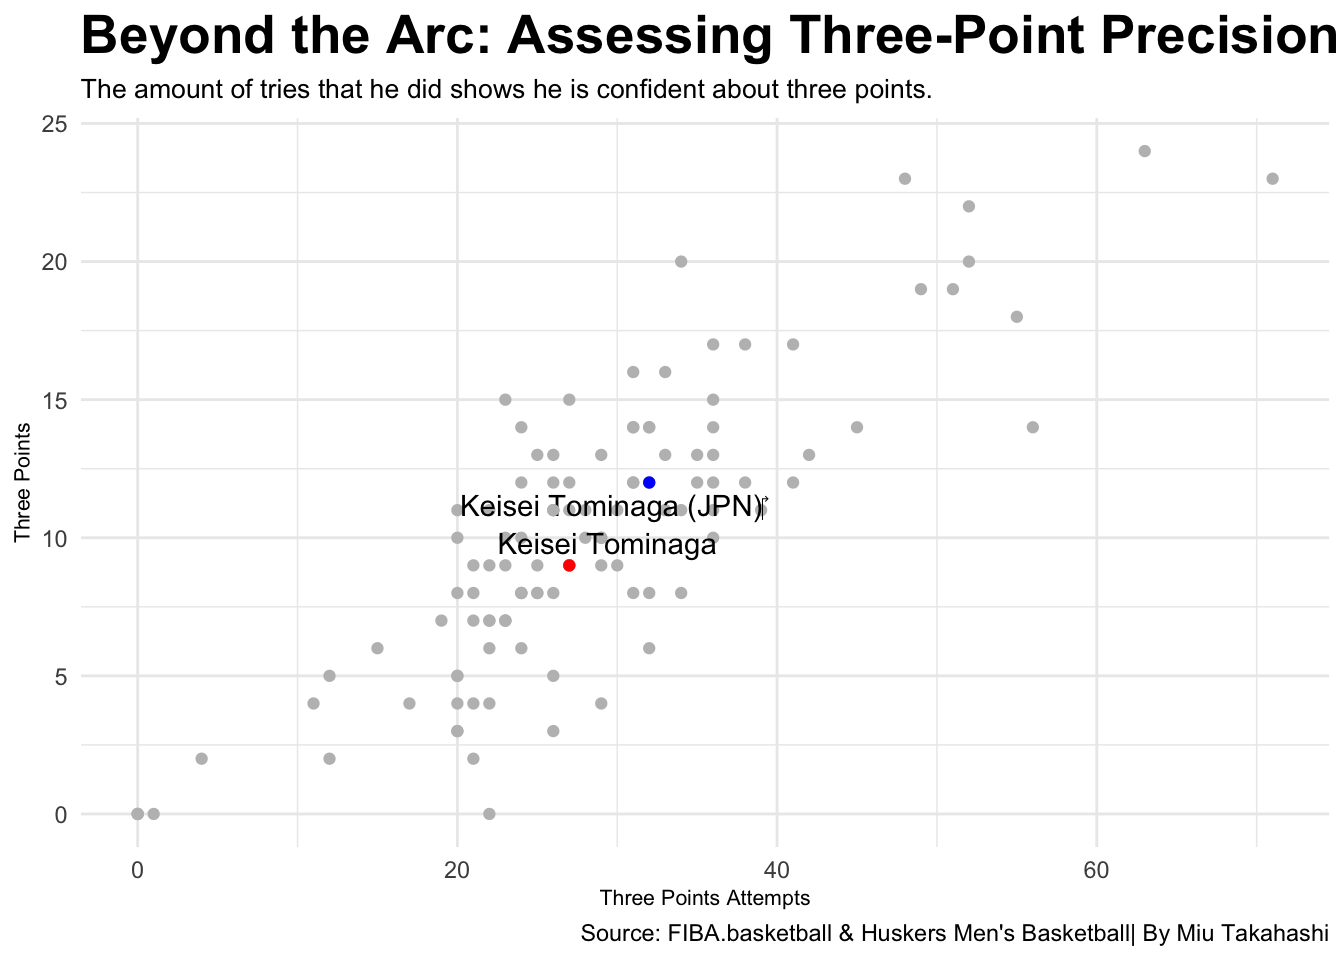 Beyond the Arc: Assessing Three-Point Precision
The amount of tries that he did shows he is confident about three points.
25
20
15
10
5
0
Three Points
Keisei Tominaga (JPN)
Keisei Tominaga
0 20 40 60
Three Points Attempts
Source: FIBA.basketball & Huskers Men's Basketball| By Miu Takahashi